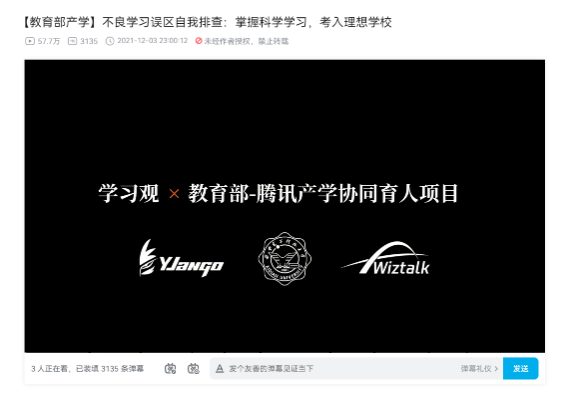 【教育部产学】不良学习误区自我排查：掌握科学学习，考入理想学校
57.7万 3135 2021-12-03 23:00:12 未经作者授权，禁止转载
学习观 × 教育部-腾讯产学协同育人项目
YJango Wiztalk
3 人正在看，已装填 3135 条弹幕 发个友善的弹幕见证当下 弹幕礼仪 > 发送